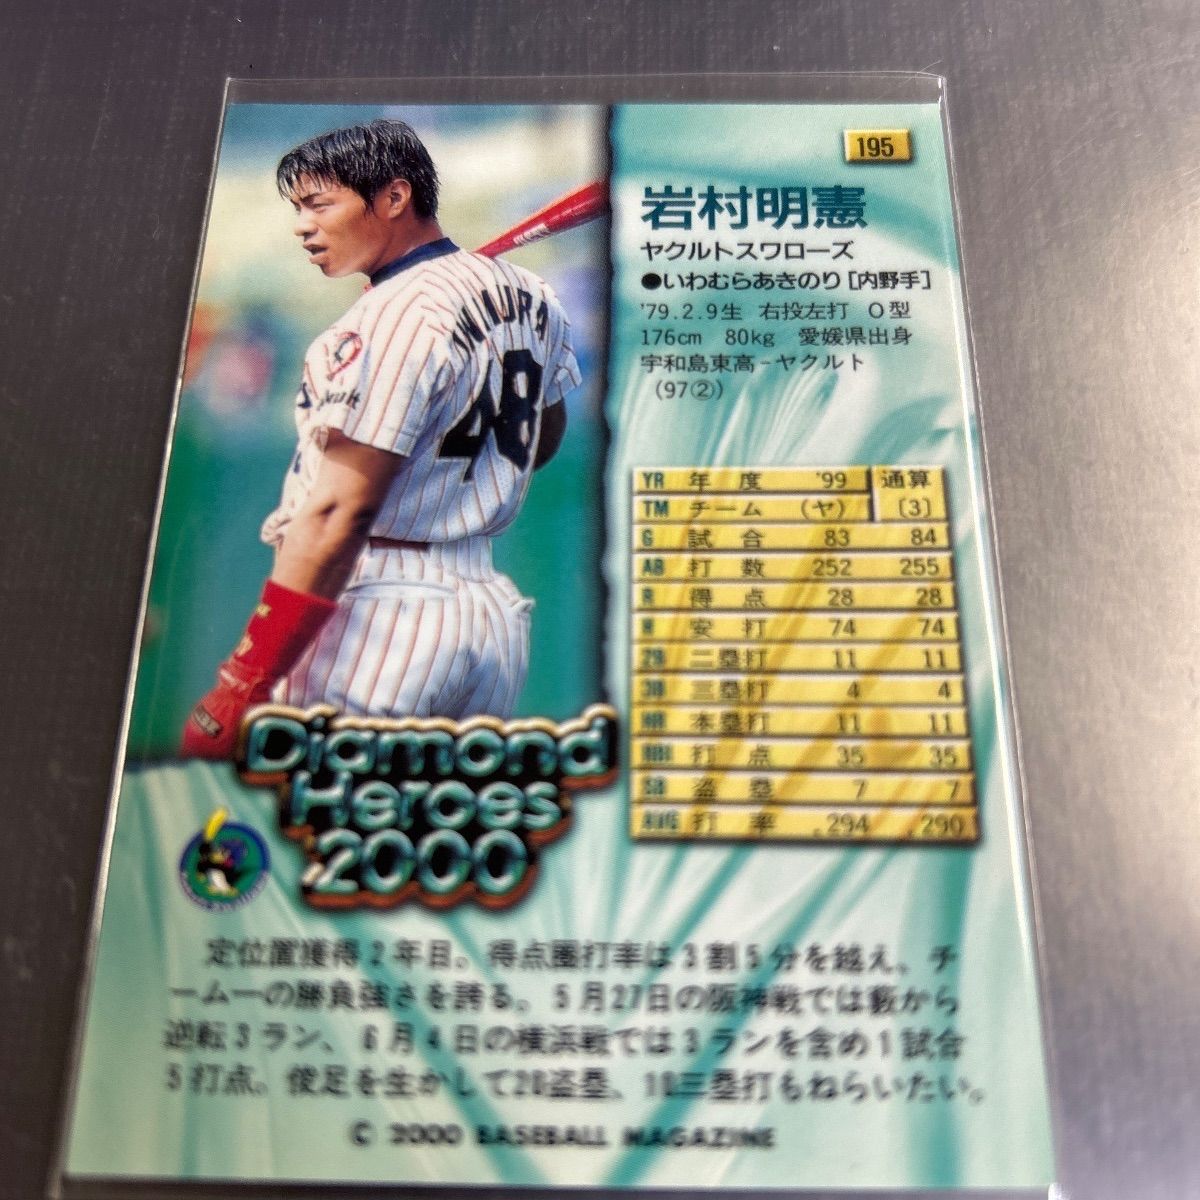 195
岩村明憲
ヤクルトスワローズ
●いわむらあきのり[内野手]
'79.2.9生 右投左打 O型
176cm 80kg 愛媛県出身
宇和島東高-ヤクルト
(97②)
IWAMURA
48
YR 年度 '99 通算
TM チーム (ヤ) [3]
G 試合 83 84
AB 打数 252 255
R 得点 28 28
H 安打 74 74
2B 二塁打 11 11
3B 三塁打 4 4
HR 本塁打 11 11
RBI 打点 35 35
SB 盗塁 7 7
AVG 打率 .294 .290
Diamond
Heroes
2000
定位置獲得2年目。得点圏打率は3割5分を越え、チ
ーム一の勝負強さを誇る。5月27日の阪神戦では藪から
逆転3ラン、6月4日の横浜戦では3ランを含め1試合
5打点。俊足を生かして20盗塁、10三塁打もねらいたい。
© 2000 BASEBALL MAGAZINE